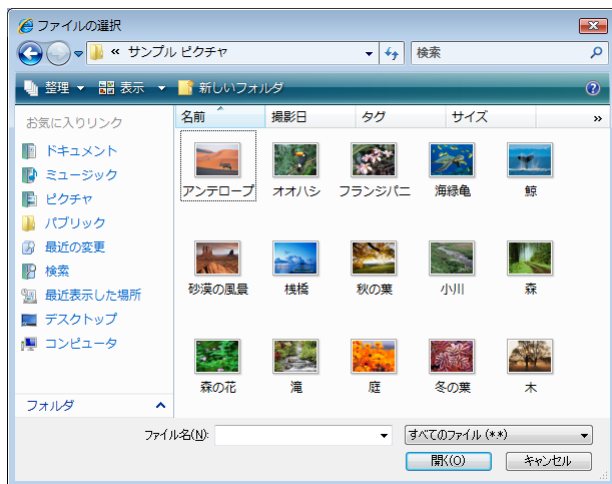 ファイルの選択
« サンプル ピクチャ
検索
整理 表示 新しいフォルダ
お気に入りリンク
ドキュメント
ミュージック
ピクチャ
パブリック
最近の変更
検索
最近表示した場所
デスクトップ
コンピュータ
フォルダ
名前 撮影日 タグ サイズ »
アンテロープ オオハシ フランジパニ 海緑亀 鯨
砂漠の風景 桟橋 秋の葉 小川 森
森の花 滝 庭 冬の葉 木
ファイル名(N):
すべてのファイル (*.*)
開く(O) キャンセル